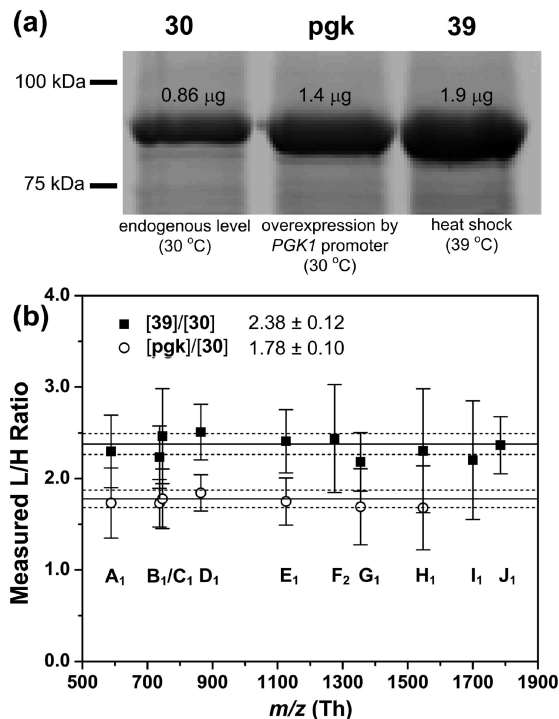 (a)
30 pgk 39
100 kDa
0.86 μg 1.4 μg 1.9 μg
75 kDa
endogenous level
(30 °C)
overexpression by
PGK1 promoter
(30 °C)
heat shock
(39 °C)
(b)
4.0
[39]/[30] 2.38 ± 0.12
[pgk]/[30] 1.78 ± 0.10
3.0
2.0
1.0
0.0
Measured L/H Ratio
A₁ B₁/C₁ D₁ E₁ F₂ G₁ H₁ I₁ J₁
500 700 900 1100 1300 1500 1700 1900
m/z (Th)